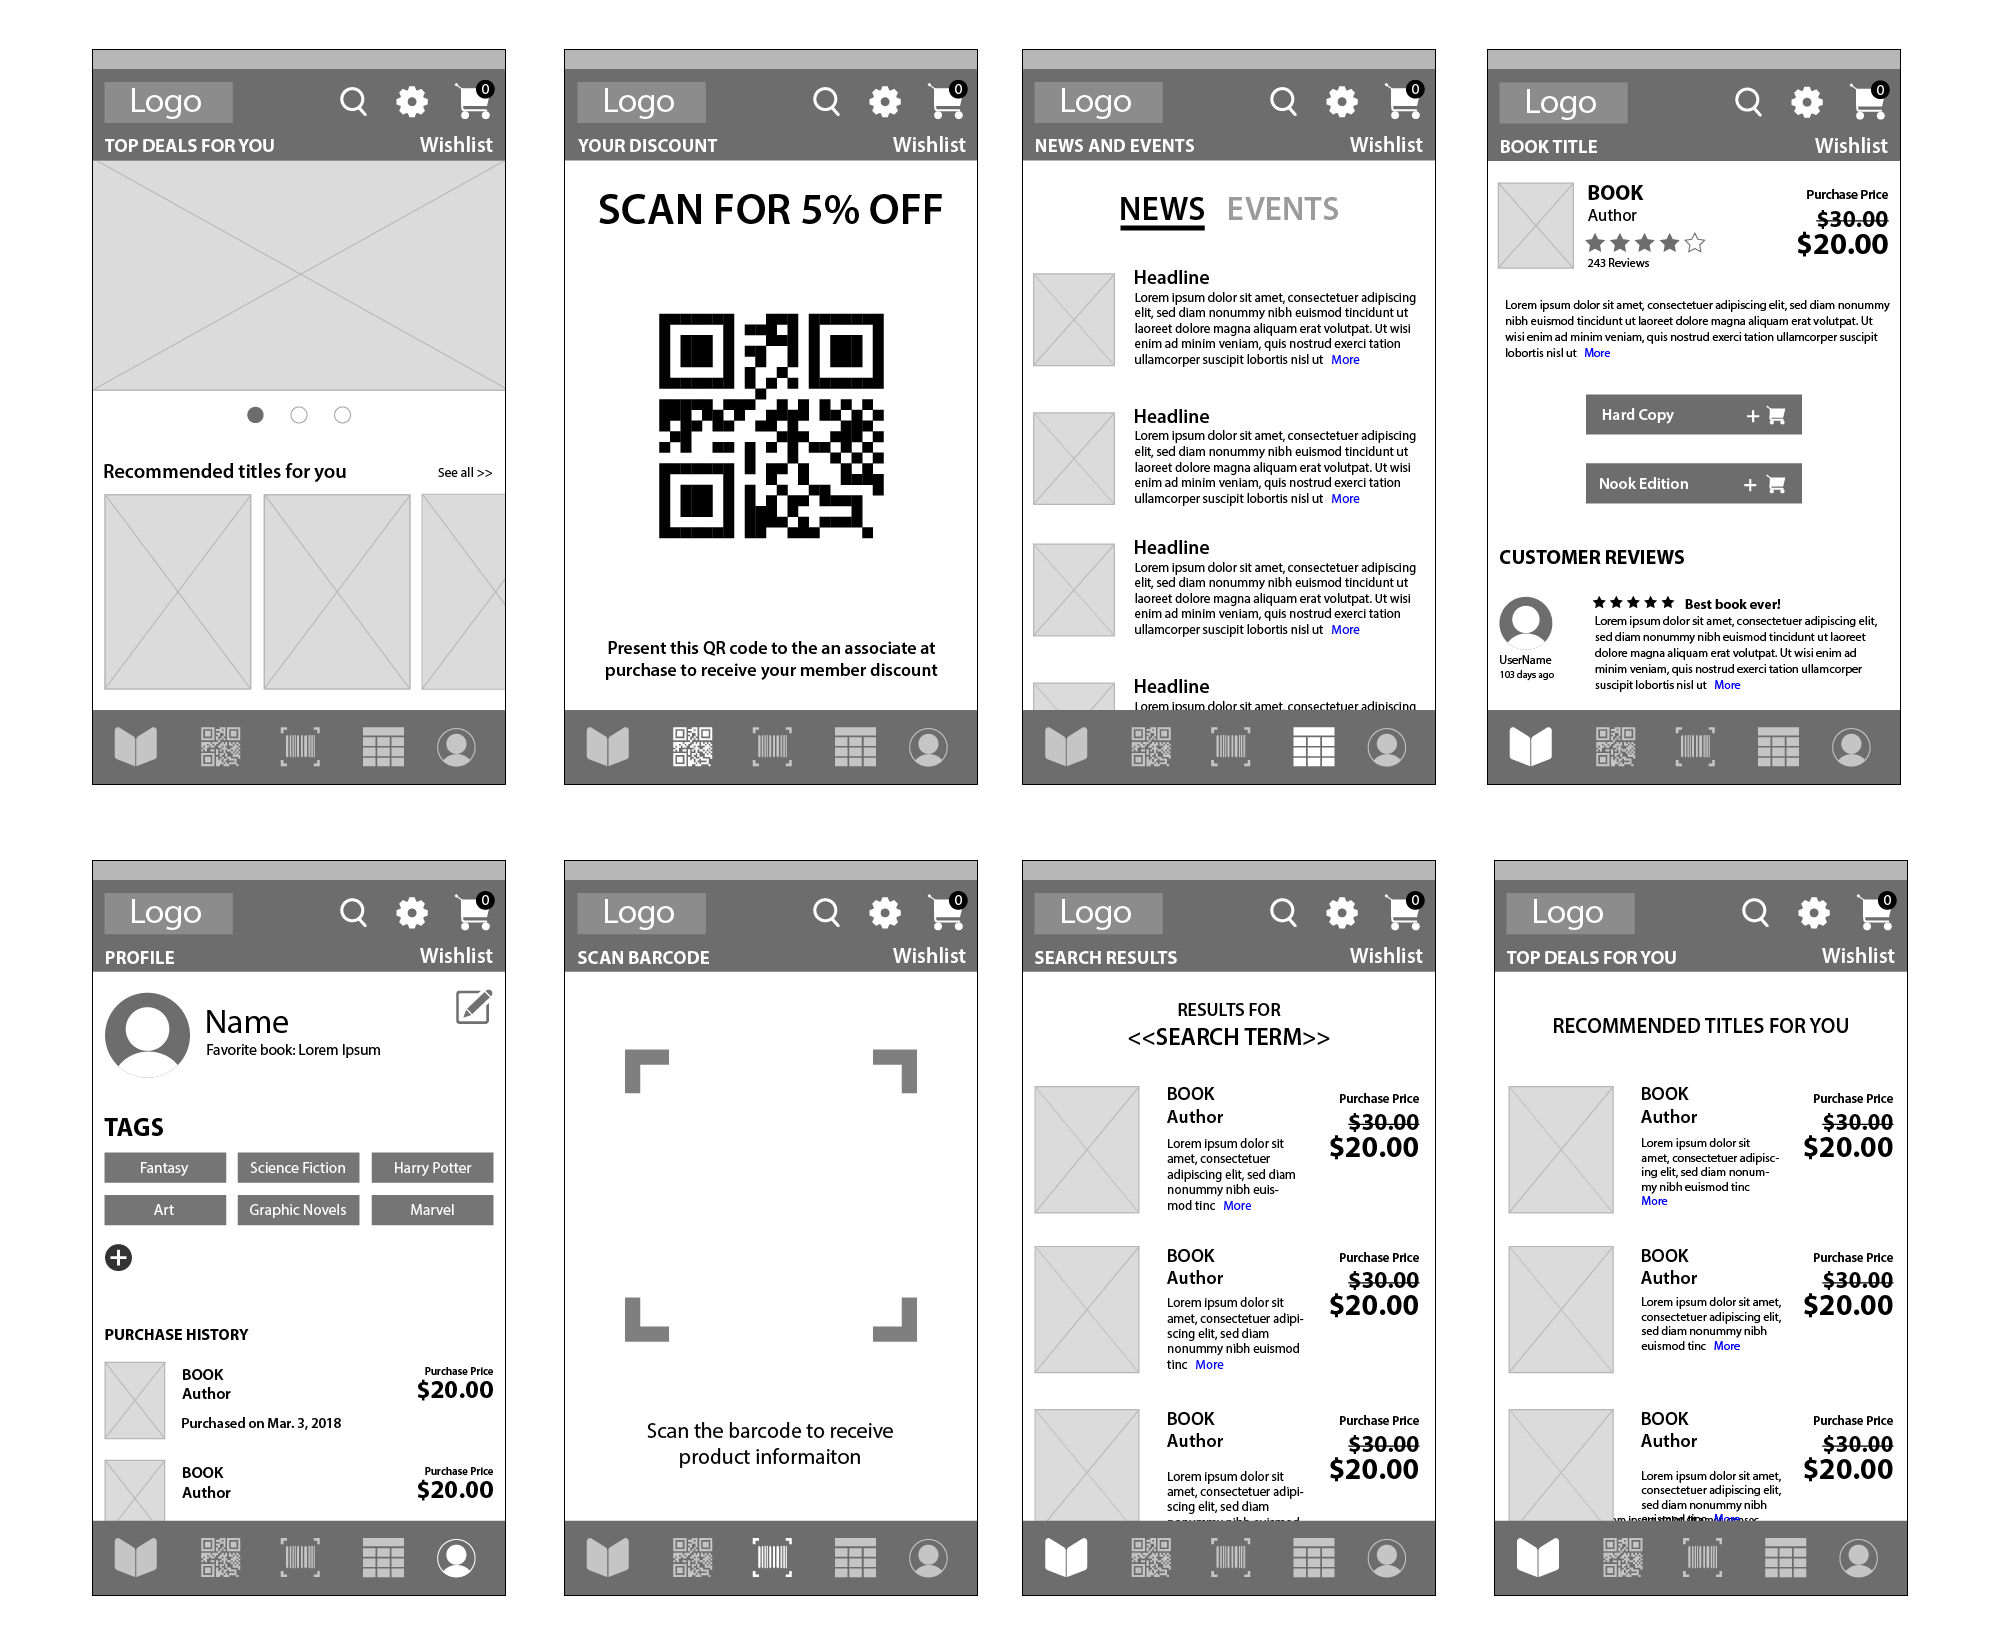 Logo
0
TOP DEALS FOR YOU
Wishlist
Recommended titles for you
See all >>
Logo
0
YOUR DISCOUNT
Wishlist
SCAN FOR 5% OFF
Present this QR code to the an associate at
purchase to receive your member discount
Logo
0
NEWS AND EVENTS
Wishlist
NEWS EVENTS
Headline
Lorem ipsum dolor sit amet, consectetuer adipiscing
elit, sed diam nonummy nibh euismod tincidunt ut
laoreet dolore magna aliquam erat volutpat. Ut wisi
enim ad minim veniam, quis nostrud exerci tation
ullamcorper suscipit lobortis nisl ut More
Headline
Lorem ipsum dolor sit amet, consectetuer adipiscing
elit, sed diam nonummy nibh euismod tincidunt ut
laoreet dolore magna aliquam erat volutpat. Ut wisi
enim ad minim veniam, quis nostrud exerci tation
ullamcorper suscipit lobortis nisl ut More
Headline
Lorem ipsum dolor sit amet, consectetuer adipiscing
elit, sed diam nonummy nibh euismod tincidunt ut
laoreet dolore magna aliquam erat volutpat. Ut wisi
enim ad minim veniam, quis nostrud exerci tation
ullamcorper suscipit lobortis nisl ut More
Headline
Lorem ipsum dolor sit amet, consectetuer adipiscing
Logo
0
BOOK TITLE
Wishlist
BOOK
Author
243 Reviews
Purchase Price
$30.00
$20.00
Lorem ipsum dolor sit amet, consectetuer adipiscing elit, sed diam nonummy
nibh euismod tincidunt ut laoreet dolore magna aliquam erat volutpat. Ut
wisi enim ad minim veniam, quis nostrud exerci tation ullamcorper suscipit
lobortis nisl ut More
Hard Copy +
Nook Edition +
CUSTOMER REVIEWS
UserName
103 days ago
Best book ever!
Lorem ipsum dolor sit amet, consectetuer adipiscing elit,
sed diam nonummy nibh euismod tincidunt ut laoreet
dolore magna aliquam erat volutpat. Ut wisi enim ad
minim veniam, quis nostrud exerci tation ullamcorper
suscipit lobortis nisl ut More
Logo
0
PROFILE
Wishlist
Name
Favorite book: Lorem Ipsum
TAGS
Fantasy
Science Fiction
Harry Potter
Art
Graphic Novels
Marvel
PURCHASE HISTORY
BOOK
Author
Purchased on Mar. 3, 2018
Purchase Price
$20.00
BOOK
Author
Purchase Price
$20.00
Logo
0
SCAN BARCODE
Wishlist
Scan the barcode to receive
product informaiton
Logo
0
SEARCH RESULTS
Wishlist
RESULTS FOR
<<SEARCH TERM>>
BOOK
Author
Lorem ipsum dolor sit
amet, consectetuer
adipiscing elit, sed diam
nonummy nibh euis-
mod tinc More
Purchase Price
$30.00
$20.00
BOOK
Author
Lorem ipsum dolor sit
amet, consectetuer adipi-
scing elit, sed diam
nonummy nibh euismod
tinc More
Purchase Price
$30.00
$20.00
BOOK
Author
Lorem ipsum dolor sit
amet, consectetuer adipi-
scing elit, sed diam
nonummy nibh euismod
Purchase Price
$30.00
$20.00
Logo
0
TOP DEALS FOR YOU
Wishlist
RECOMMENDED TITLES FOR YOU
BOOK
Author
Lorem ipsum dolor sit
amet, consectetuer adipisc-
ing elit, sed diam nonum-
my nibh euismod tinc
More
Purchase Price
$30.00
$20.00
BOOK
Author
Lorem ipsum dolor sit amet,
consectetuer adipiscing elit,
sed diam nonummy nibh
euismod tinc More
Purchase Price
$30.00
$20.00
BOOK
Author
Lorem ipsum dolor sit amet,
consectetuer adipiscing elit,
sed diam nonummy nibh
Purchase Price
$30.00
$20.00